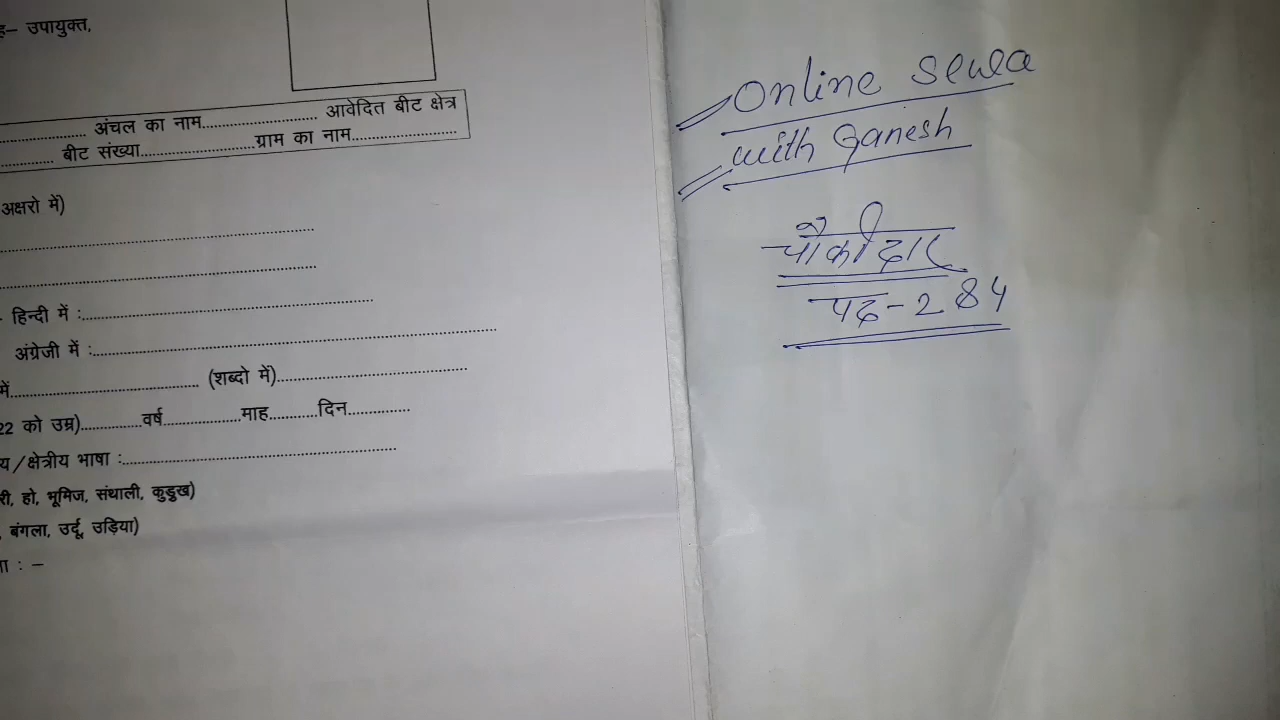 ह– उपायुक्त,
.................... अंचल का नाम........................... आवेदित बीट क्षेत्र
............. बीट संख्या...........................ग्राम का नाम.........................
अक्षरो में)
हिन्दी में :......................................................................
अंग्रेजी में :..............................................................................................
में............................................. (शब्दो में)..............................................
22 को उम्र)..............वर्ष..................माह...........दिन..............
य/क्षेत्रीय भाषा :..................................................................
री, हो, भूमिज, संथाली, कुड़ुख)
, बंगला, उर्दू, उड़िया)
ा : –
Online Sewa
with Ganesh
चौकीदार
पद-284